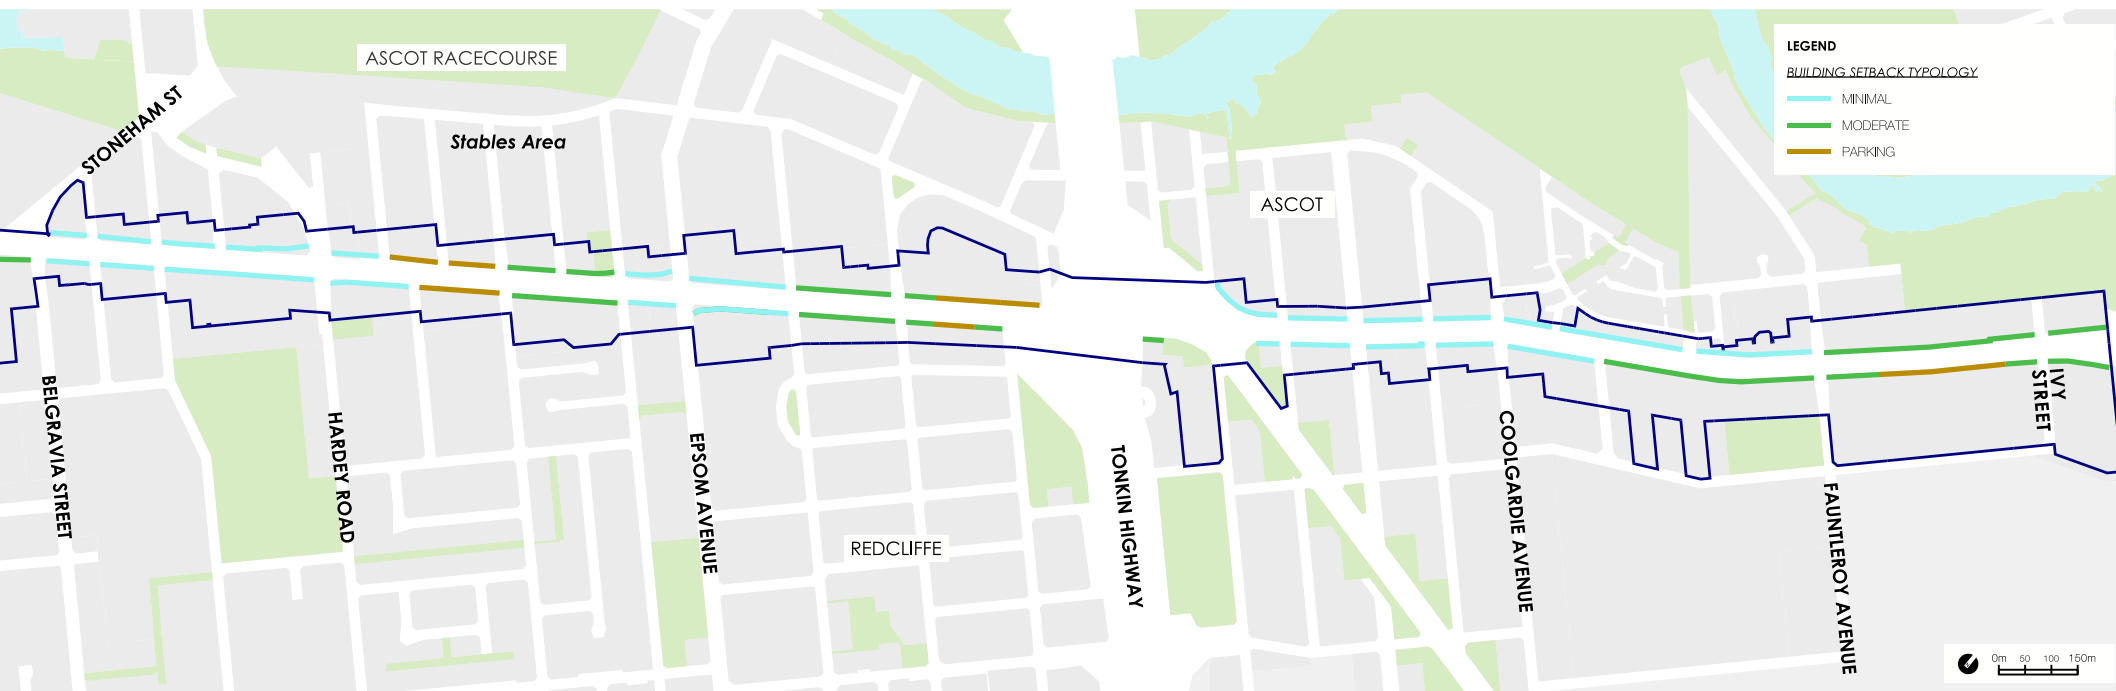 LEGEND
BUILDING SETBACK TYPOLOGY
MINIMAL
MODERATE
PARKING
ASCOT RACECOURSE
STONEHAM ST
Stables Area
ASCOT
BELGRAVIA STREET
HARDEY ROAD
EPSOM AVENUE
REDCLIFFE
TONKIN HIGHWAY
COOLGARDIE AVENUE
FAUNTLEROY AVENUE
IVY
STREET
0m 50 100 150m